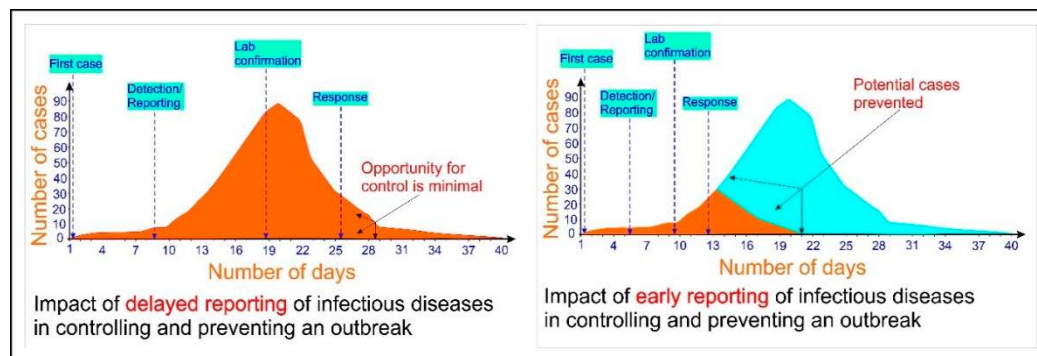 Lab
confirmation
First case
Detection/
Reporting
Response
Number of cases
90
80
70
60
50
40
30
20
10
0
Opportunity for
control is minimal
1 4 7 10 13 16 19 22 25 28 31 34 37 40
Number of days
Impact of delayed reporting of infectious diseases
in controlling and preventing an outbreak
Lab
confirmation
First case
Detection/
Reporting
Response
Potential cases
prevented
Number of cases
90
80
70
60
50
40
30
20
10
0
1 4 7 10 13 16 19 22 25 28 31 34 37 40
Number of days
Impact of early reporting of infectious diseases
in controlling and preventing an outbreak